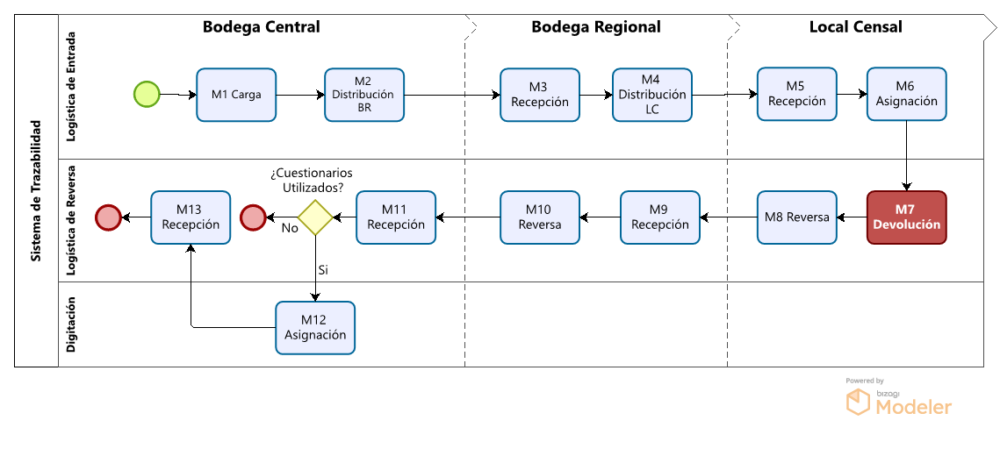 Bodega Central
Bodega Regional
Local Censal
Sistema de Trazabilidad
Logística de Entrada
M1 Carga
M2
Distribución
BR
M3
Recepción
M4
Distribución
LC
M5
Recepción
M6
Asignación
Logística de Reversa
M13
Recepción
¿Cuestionarios
Utilizados?
No
Si
M11
Recepción
M10
Reversa
M9
Recepción
M8 Reversa
M7
Devolución
Digitación
M12
Asignación
Powered by
bizagi
Modeler